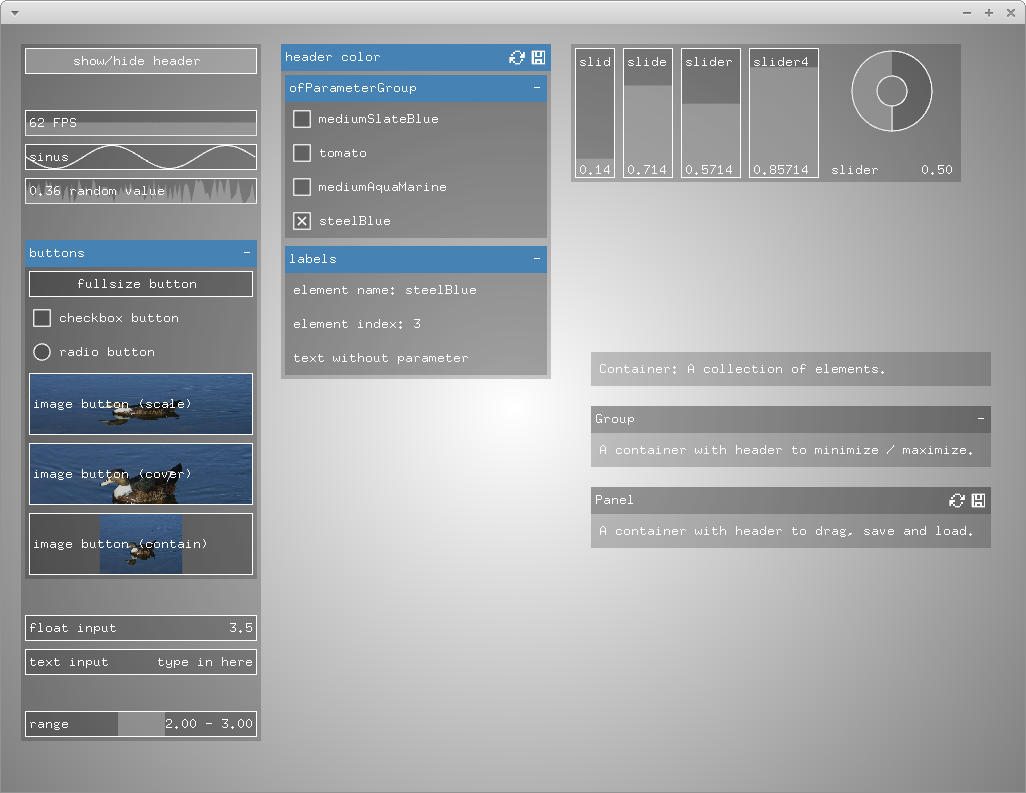 show/hide header
62 FPS
sinus
0.36 random value
buttons -
fullsize button
checkbox button
radio button
image button (scale)
image button (cover)
image button (contain)
float input 3.5
text input type in here
range 2.00 - 3.00
header color
ofParameterGroup -
mediumSlateBlue
tomato
mediumAquaMarine
steelBlue
labels -
element name: steelBlue
element index: 3
text without parameter
slid slide slider slider4
0.14 0.714 0.5714 0.85714 slider 0.50
Container: A collection of elements.
Group -
A container with header to minimize / maximize.
Panel
A container with header to drag, save and load.